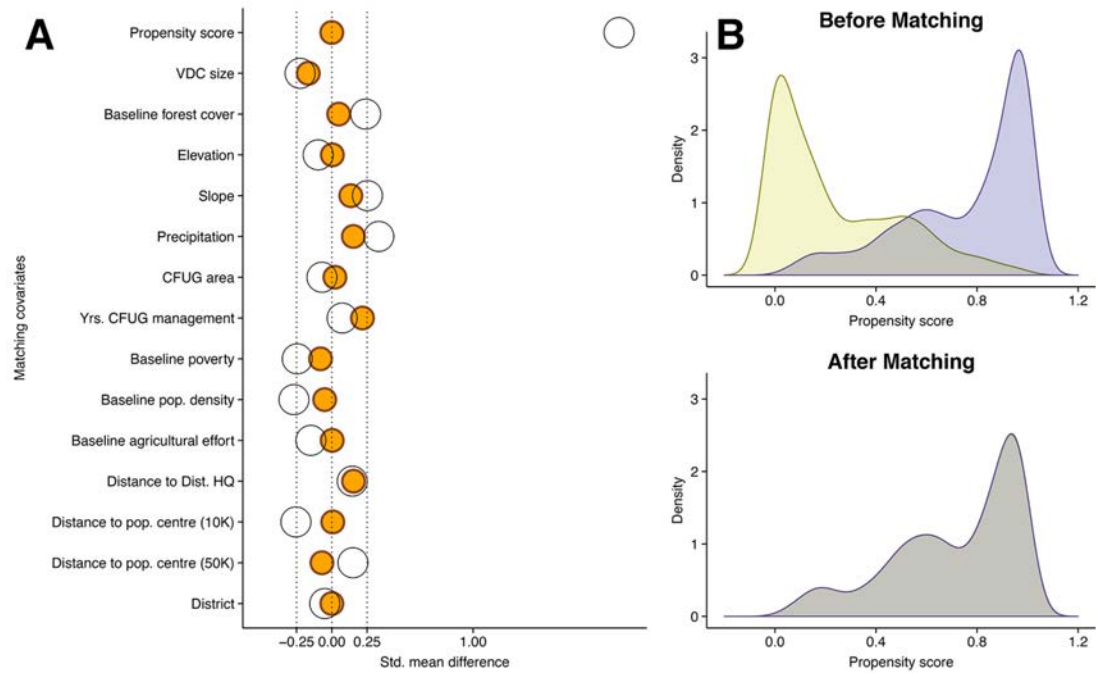 A
Matching covariates
Propensity score
VDC size
Baseline forest cover
Elevation
Slope
Precipitation
CFUG area
Yrs. CFUG management
Baseline poverty
Baseline pop. density
Baseline agricultural effort
Distance to Dist. HQ
Distance to pop. centre (10K)
Distance to pop. centre (50K)
District
−0.25 0.00 0.25 1.00
Std. mean difference
B
Before Matching
Density
3
2
1
0
0.0 0.4 0.8 1.2
Propensity score
After Matching
Density
3
2
1
0
0.0 0.4 0.8 1.2
Propensity score